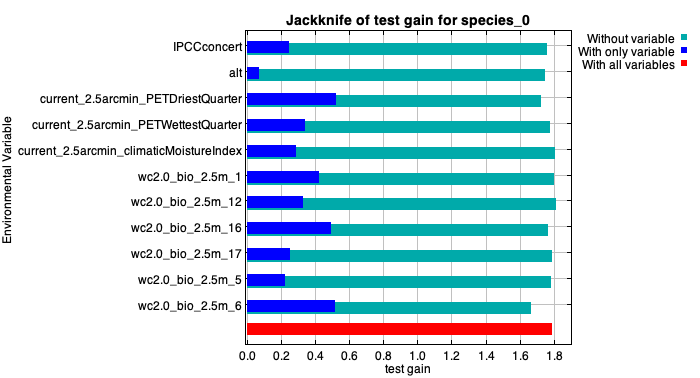 Jackknife of test gain for species_0
Without variable
With only variable
With all variables
Environmental Variable
IPCCconcert
alt
current_2.5arcmin_PETDriestQuarter
current_2.5arcmin_PETWettestQuarter
current_2.5arcmin_climaticMoistureIndex
wc2.0_bio_2.5m_1
wc2.0_bio_2.5m_12
wc2.0_bio_2.5m_16
wc2.0_bio_2.5m_17
wc2.0_bio_2.5m_5
wc2.0_bio_2.5m_6
0.0 0.2 0.4 0.6 0.8 1.0 1.2 1.4 1.6 1.8
test gain